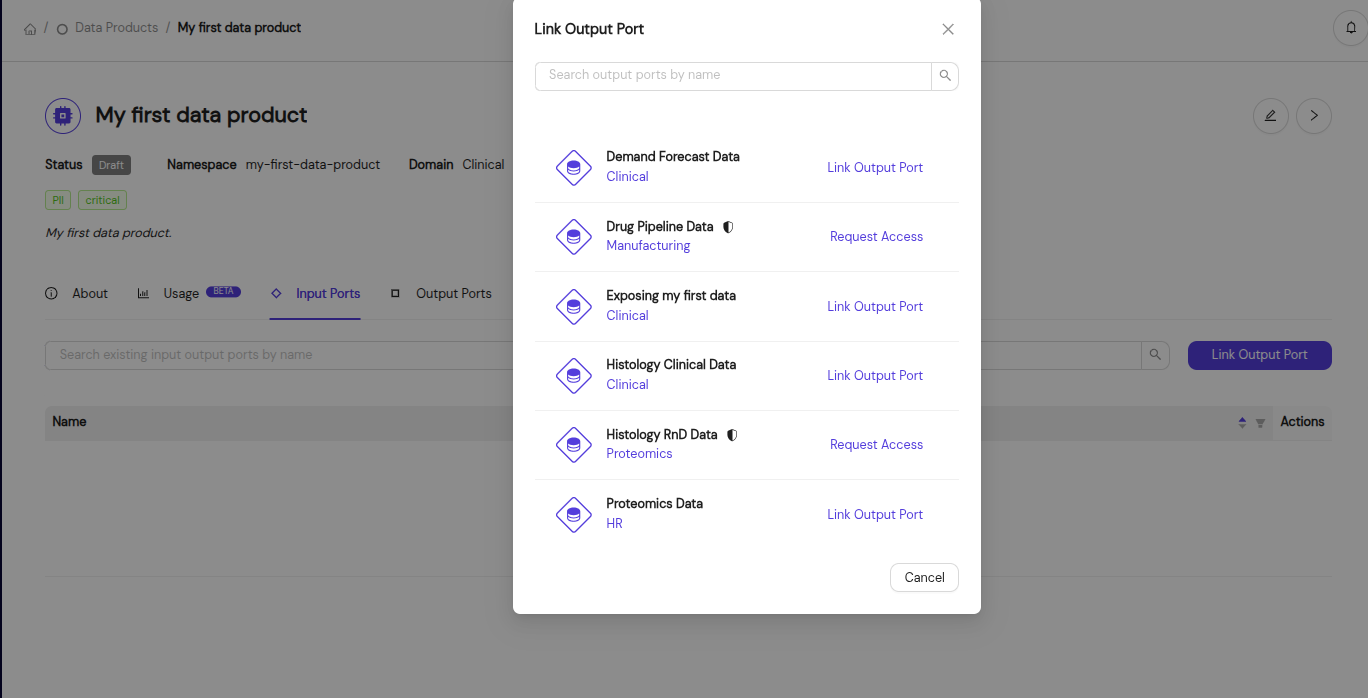 / Data Products / My first data product
My first data product
Status Draft Namespace my-first-data-product Domain Clinical
PII critical
My first data product.
About Usage BETA Input Ports Output Ports
Search existing input output ports by name
Link Output Port
Name Actions
Link Output Port
Search output ports by name
Demand Forecast Data
Clinical
Link Output Port
Drug Pipeline Data
Manufacturing
Request Access
Exposing my first data
Clinical
Link Output Port
Histology Clinical Data
Clinical
Link Output Port
Histology RnD Data
Proteomics
Request Access
Proteomics Data
HR
Link Output Port
Cancel